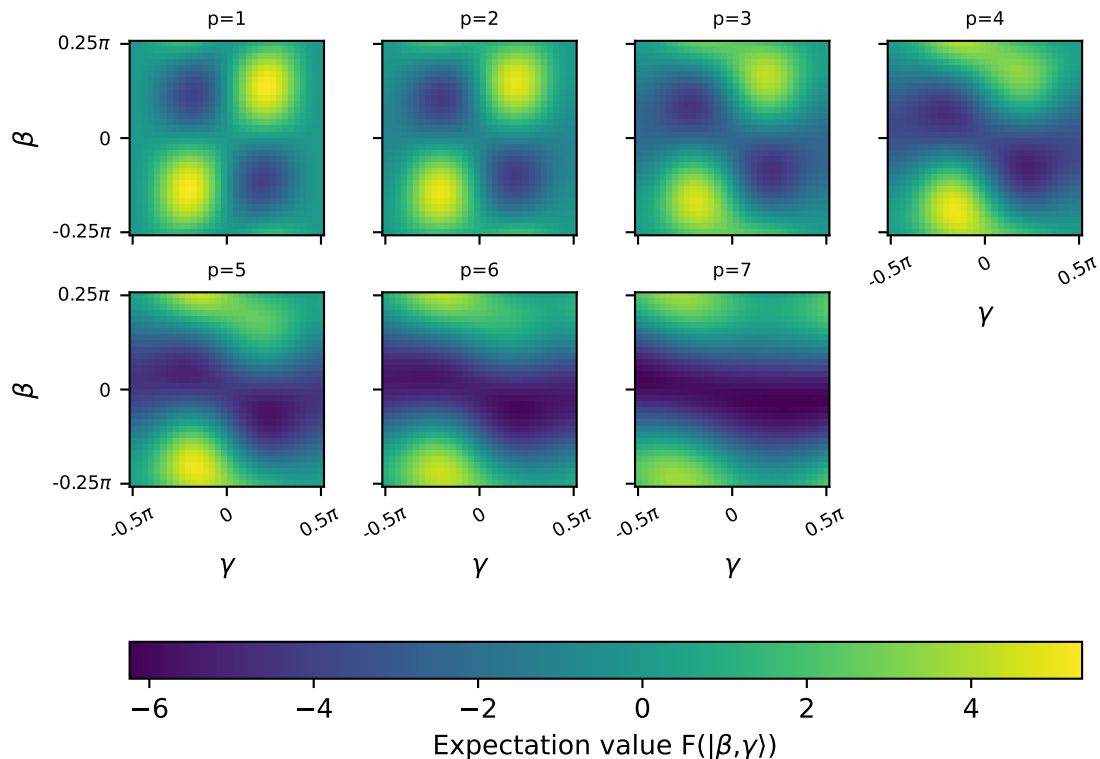 p=1 p=2 p=3 p=4
0.25π
β
0
-0.25π
-0.5π 0 0.5π
γ
p=5 p=6 p=7
0.25π
β
0
-0.25π
-0.5π 0 0.5π -0.5π 0 0.5π -0.5π 0 0.5π
γ γ γ
−6 −4 −2 0 2 4
Expectation value F(|β,γ⟩)